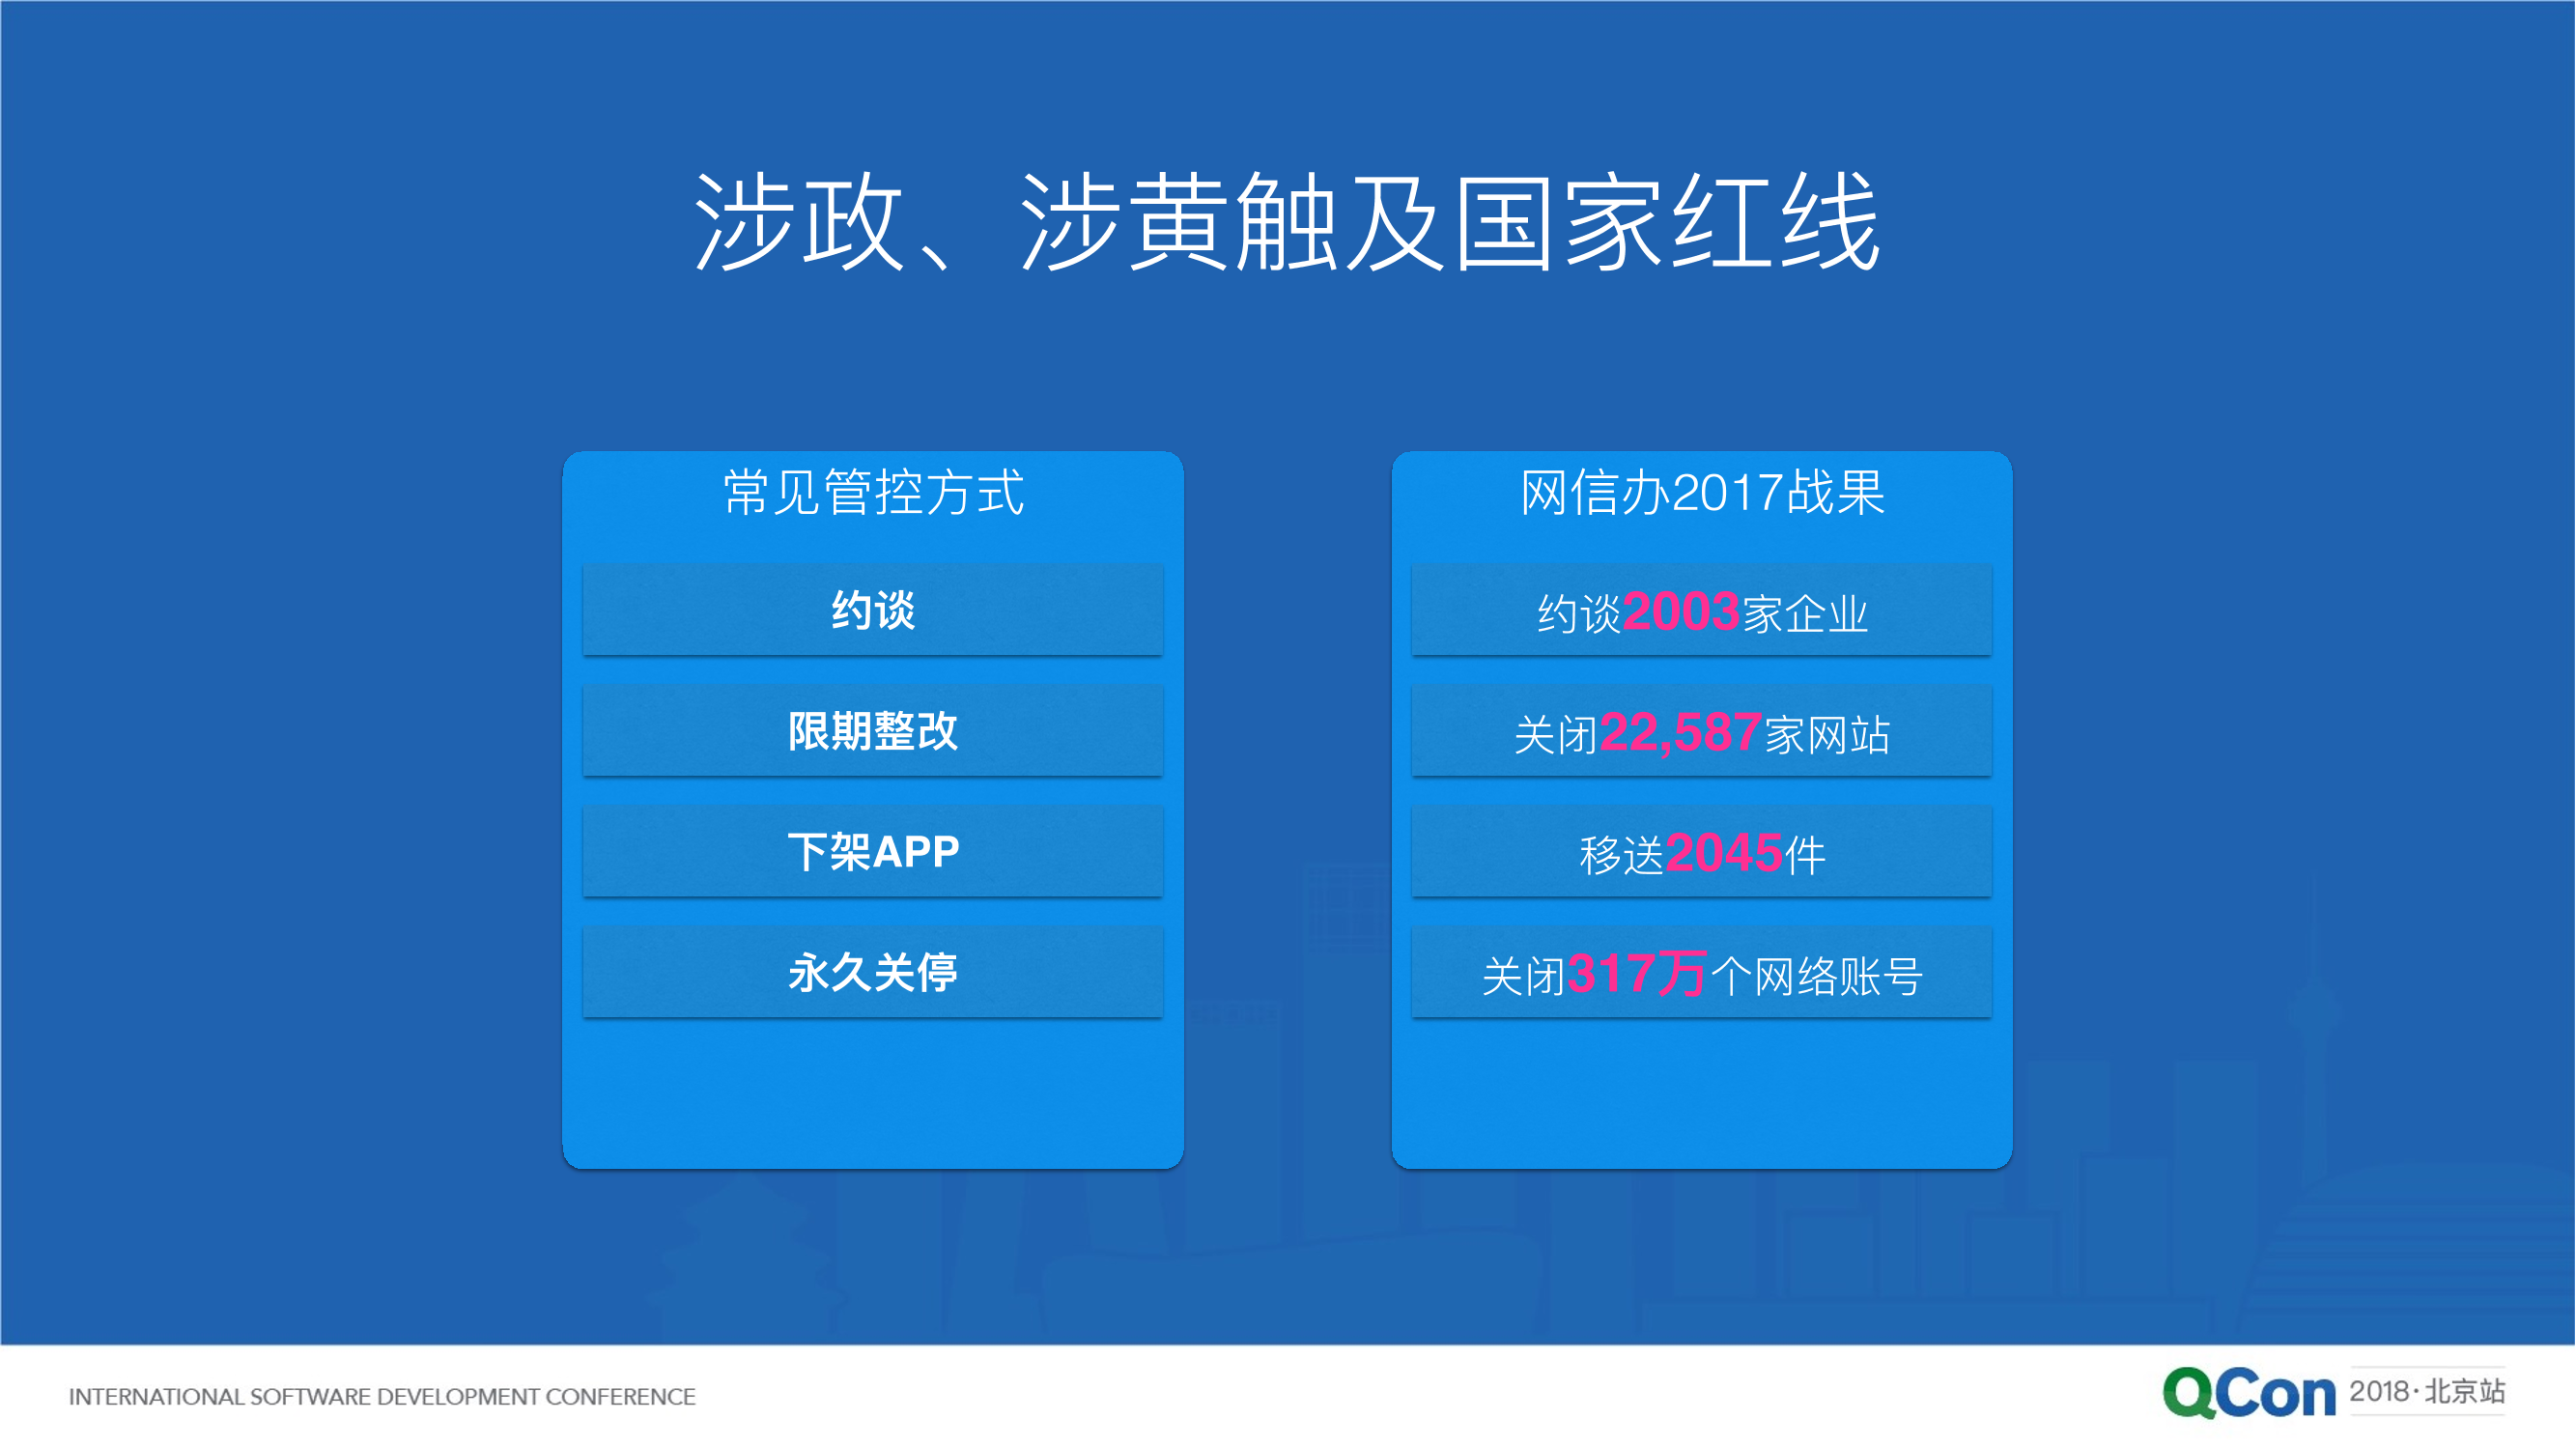 涉政、涉黄触及国家红线
常见管控方式
约谈
限期整改
下架APP
永久关停
网信办2017战果
约谈2003家企业
关闭22,587家网站
移送2045件
关闭317万个网络账号
INTERNATIONAL SOFTWARE DEVELOPMENT CONFERENCE
QCon 2018·北京站